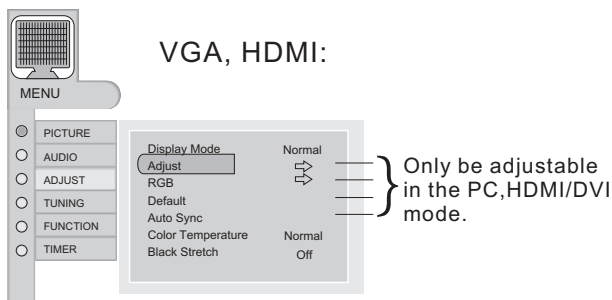 VGA, HDMI:
MENU
PICTURE
AUDIO
ADJUST
TUNING
FUNCTION
TIMER
Display Mode Normal
Adjust
RGB
Default
Auto Sync
Color Temperature Normal
Black Stretch Off
Only be adjustable
in the PC,HDMI/DVI
mode.